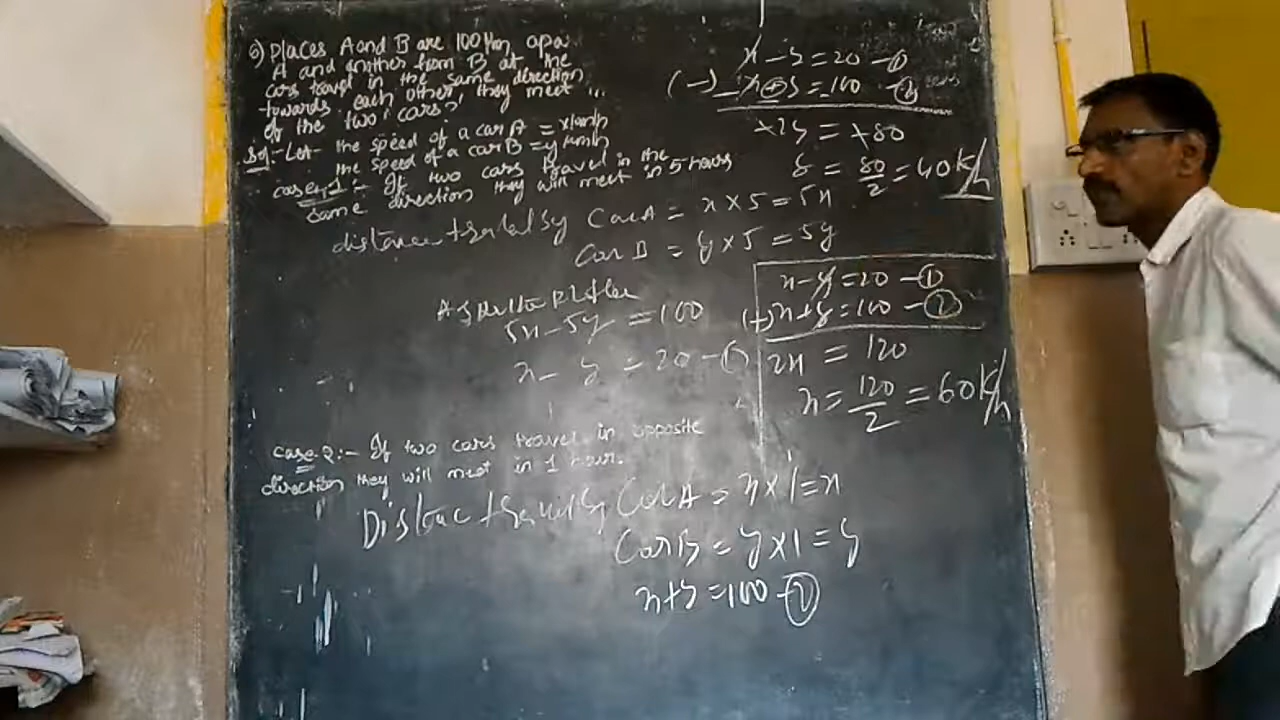 6) Places A and B are 100 km apa
A and another from B at the
cars travel in the same direction
towards each other, they meet
of the two cars?
Sol:- Let the speed of a car A = x km/h
the speed of a car B = y km/h
case-1:- If two cars travel in the
same direction they will meet in 5 hours
distance by Car A = x × 5 = 5x
Car B = y × 5 = 5y
5x - 5y = 100
x - y = 20 - ①
case-2:- If two cars travel in opposite
direction they will meet in 1 hour.
by Car A = x × 1 = x
Car B = y × 1 = y
x + y = 100 - ②
x - y = 20 - ①
(-) x + y = 100 - ②
+2y = +80
y = 80/2 = 40 k/h
x - y = 20 - ①
(+) x + y = 100 - ②
2x = 120
x = 120/2 = 60 k/h